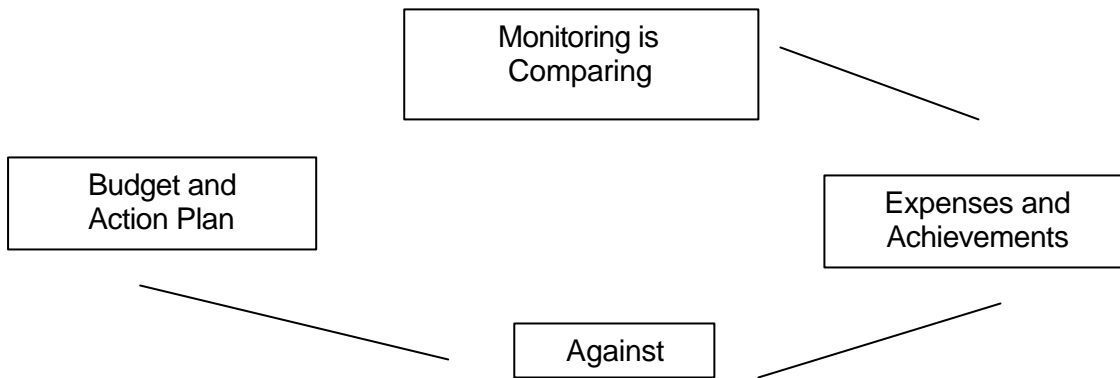 Monitoring is
Comparing
Budget and
Action Plan
Expenses and
Achievements
Against